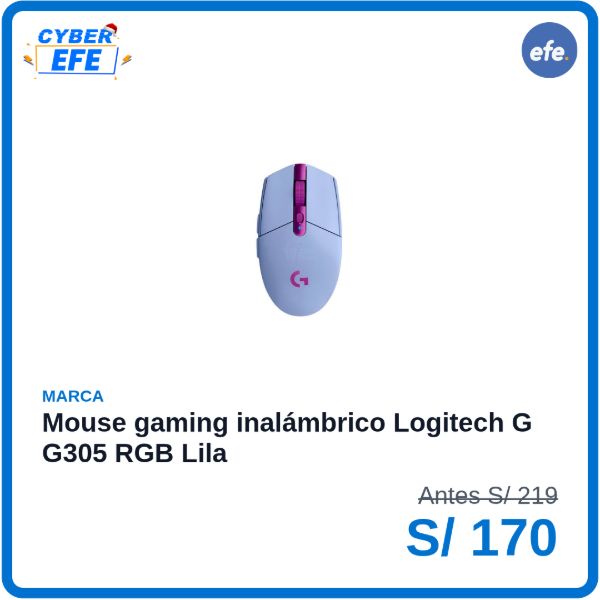 CYBER
EFE
efe.
G
MARCA
Mouse gaming inalámbrico Logitech G
G305 RGB Lila
Antes S/ 219
S/ 170